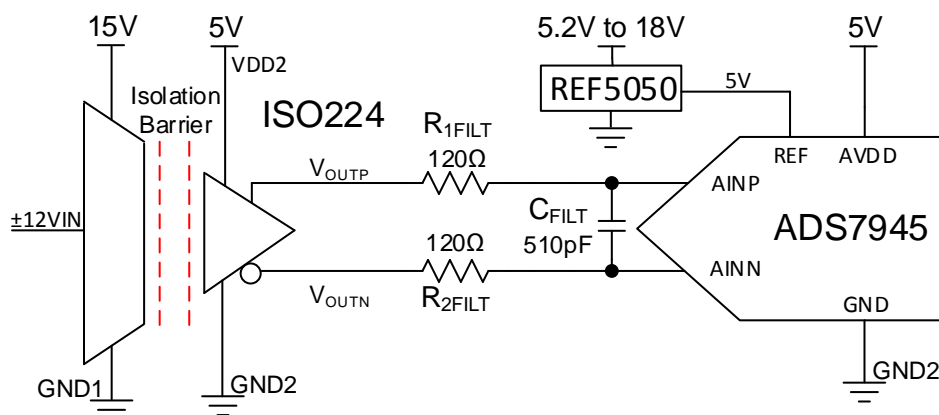 15V
5V
5.2V to 18V
5V
VDD2
Isolation
Barrier
ISO224
REF5050
5V
R1FILT
120Ω
REF
AVDD
VOUTP
AINP
±12VIN
CFILT
510pF
ADS7945
120Ω
AINN
VOUTN
R2FILT
GND
GND1
GND2
GND2